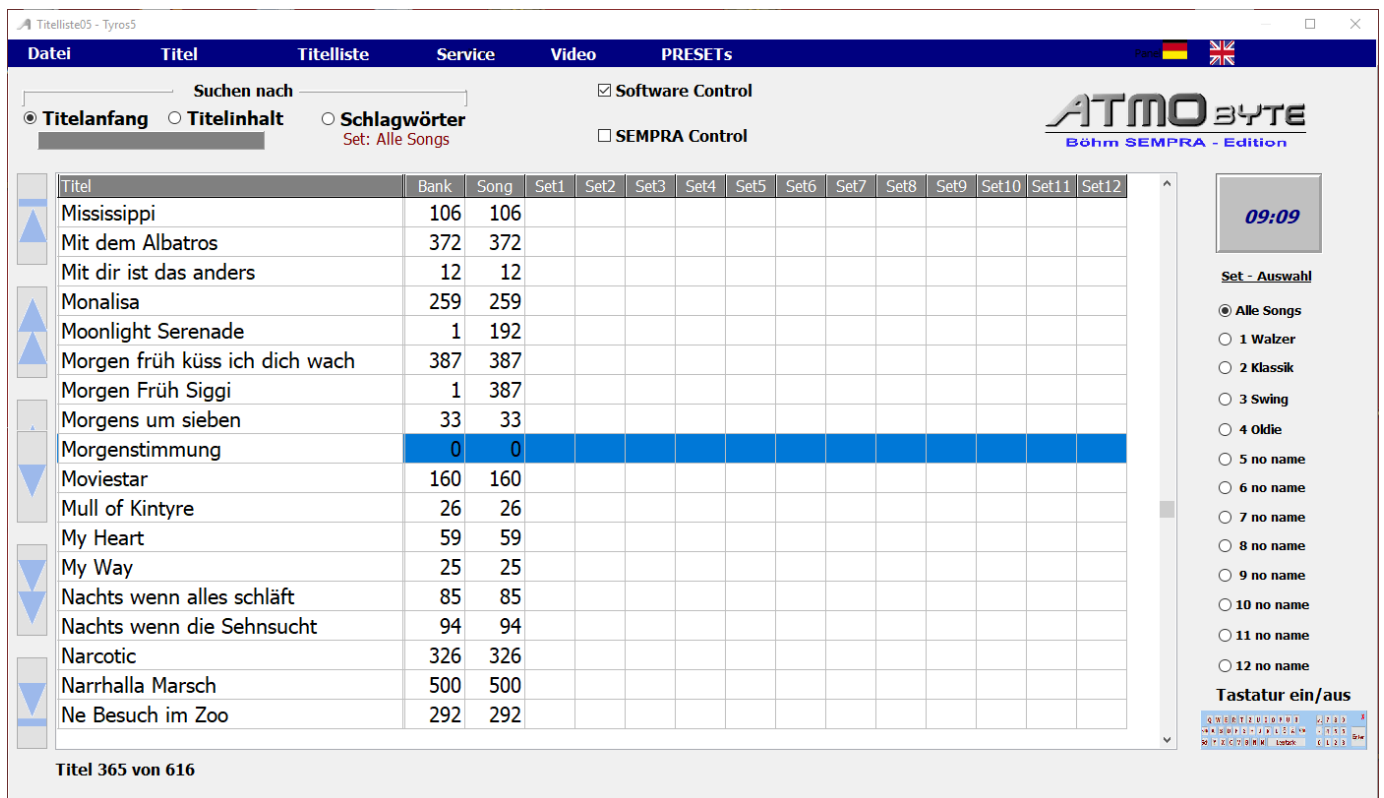 Titelliste05 - Tyros5
Datei Titel Titelliste Service Video PRESETs
Suchen nach
Titelanfang Titelinhalt Schlagwörter
Set: Alle Songs
Software Control
SEMPRA Control
ATMO BYTE
Böhm SEMPRA - Edition
Titel Bank Song Set1 Set2 Set3 Set4 Set5 Set6 Set7 Set8 Set9 Set10 Set11 Set12
Mississippi 106 106
Mit dem Albatros 372 372
Mit dir ist das anders 12 12
Monalisa 259 259
Moonlight Serenade 1 192
Morgen früh küss ich dich wach 387 387
Morgen Früh Siggi 1 387
Morgens um sieben 33 33
Morgenstimmung 0 0
Moviestar 160 160
Mull of Kintyre 26 26
My Heart 59 59
My Way 25 25
Nachts wenn alles schläft 85 85
Nachts wenn die Sehnsucht 94 94
Narcotic 326 326
Narrhalla Marsch 500 500
Ne Besuch im Zoo 292 292
Titel 365 von 616
09:09
Set - Auswahl
Alle Songs
1 Walzer
2 Klassik
3 Swing
4 Oldie
5 no name
6 no name
7 no name
8 no name
9 no name
10 no name
11 no name
12 no name
Tastatur ein/aus